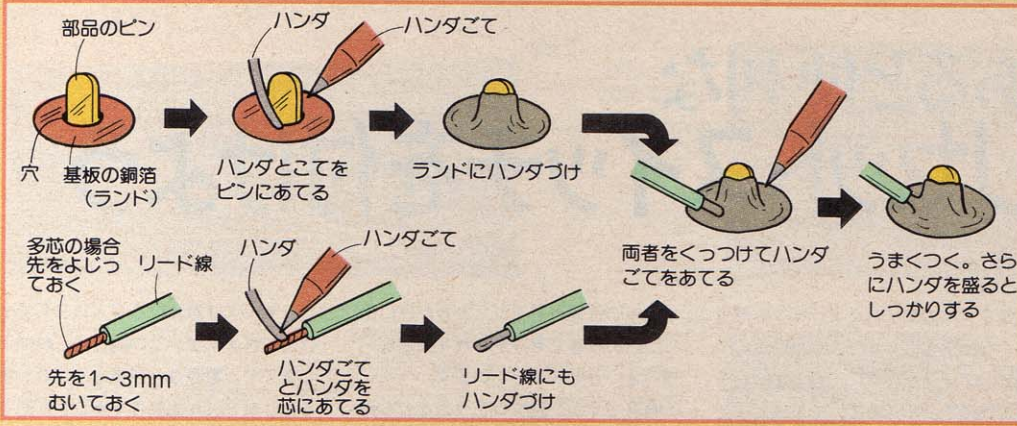 部品のピン
ハンダ
ハンダごて
穴
基板の銅箔
(ランド)
ハンダとこてを
ピンにあてる
ランドにハンダづけ
多芯の場合
先をよじっ
ておく
リード線
先を1〜3mm
むいておく
ハンダ
ハンダごて
ハンダごて
とハンダを
芯にあてる
リード線にも
ハンダづけ
両者をくっつけてハンダ
ごてをあてる
うまくつく。さら
にハンダを盛ると
しっかりする